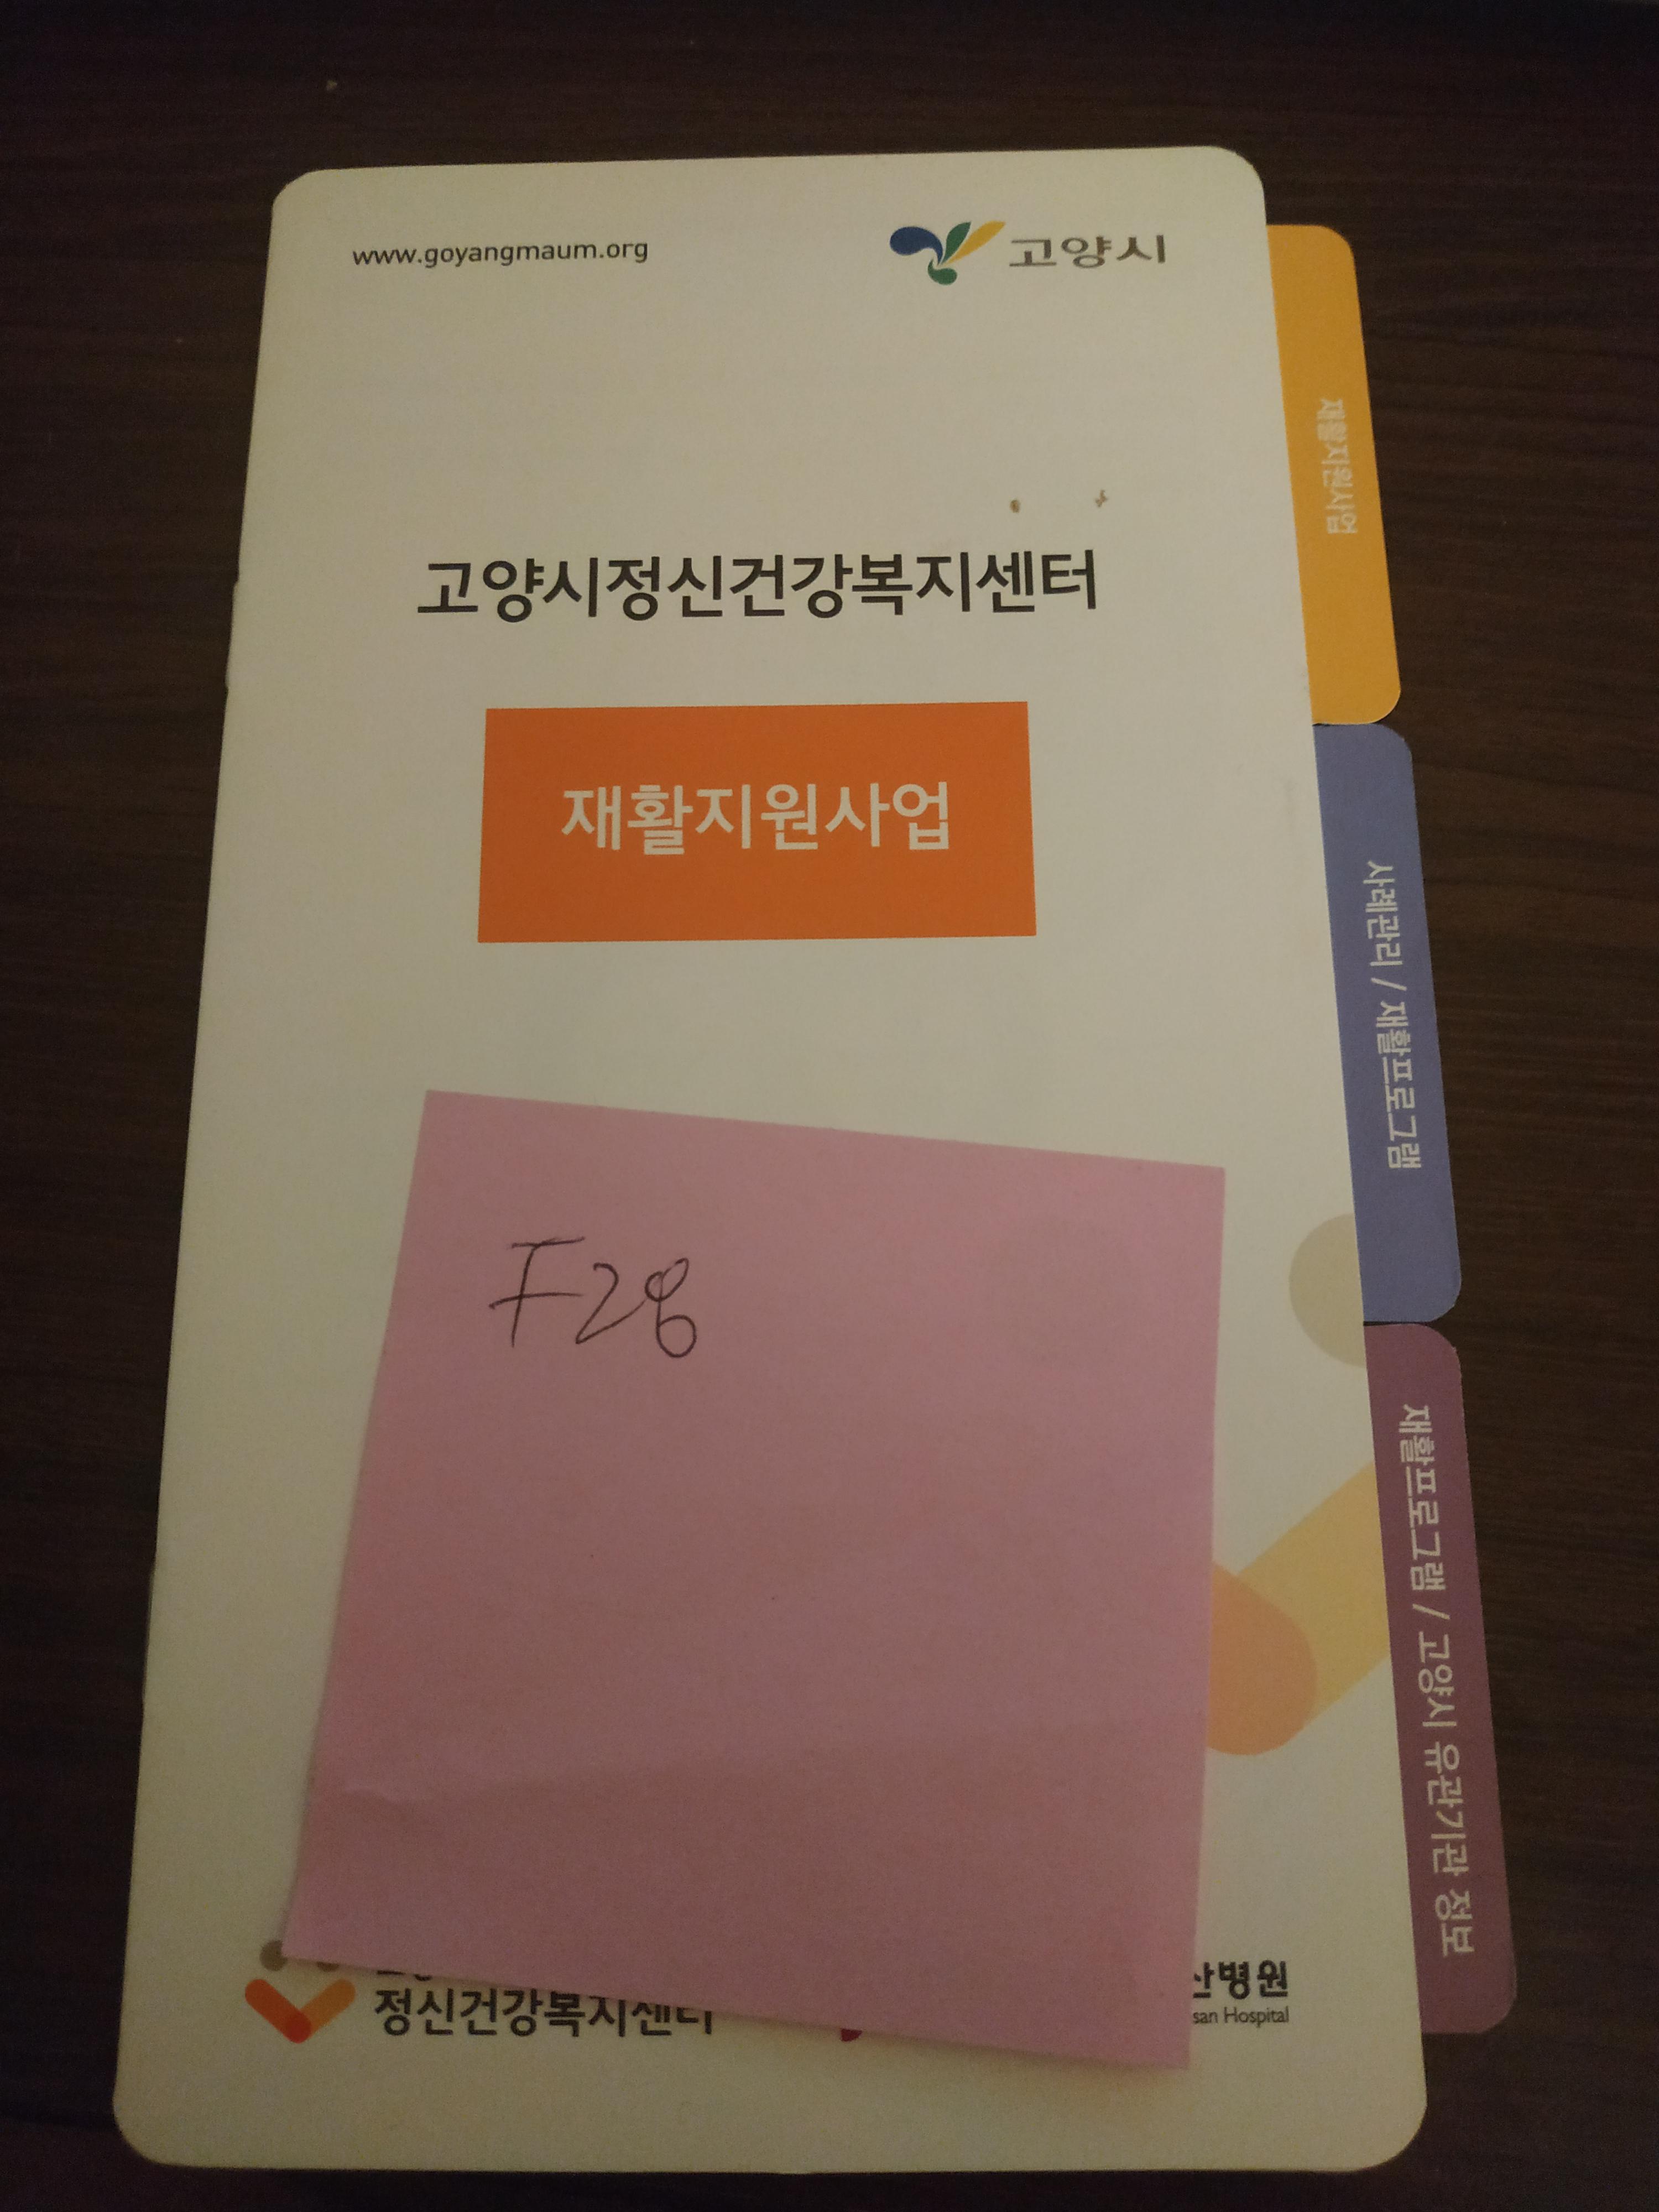 www.goyangmaum.org
고양시
고양시정신건강복지센터
재활지원사업
F28
정신건강복지센터
산병원
san Hospital
재활지원사업
사례관리 / 재활프로그램
재활프로그램 / 고양시 유관기관 정보